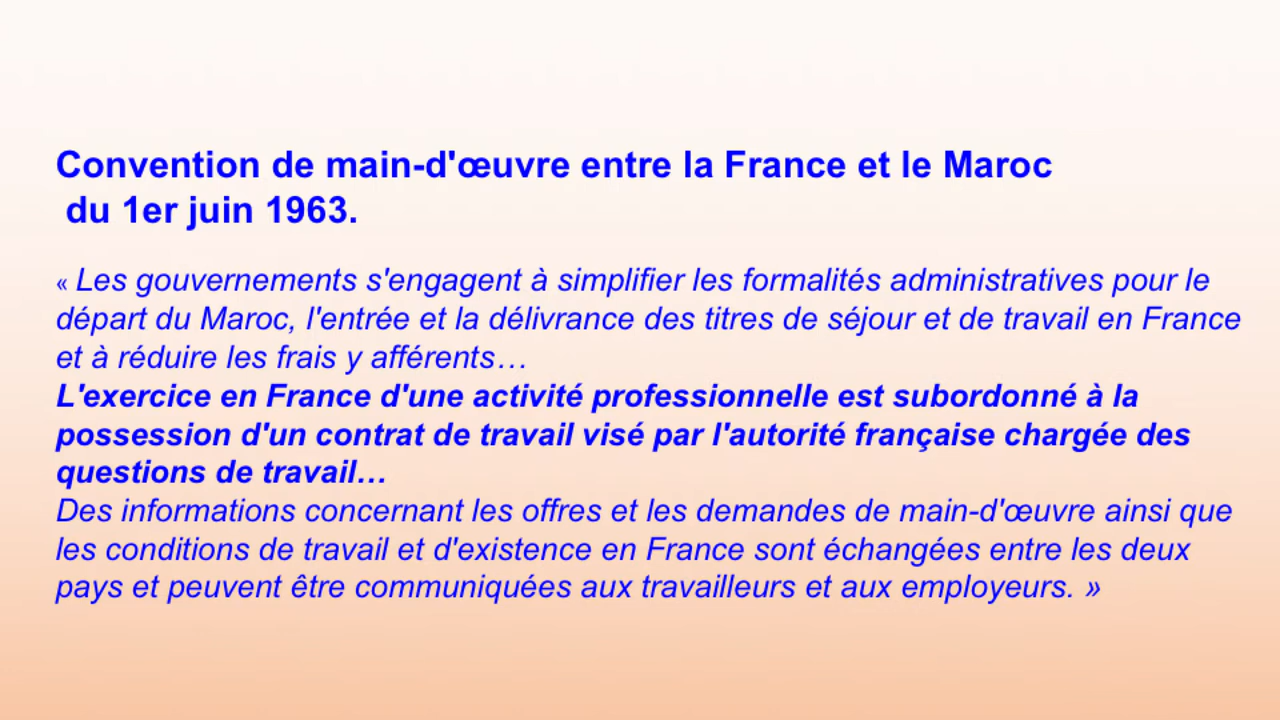 Convention de main-d'œuvre entre la France et le Maroc
du 1er juin 1963.
« Les gouvernements s'engagent à simplifier les formalités administratives pour le
départ du Maroc, l'entrée et la délivrance des titres de séjour et de travail en France
et à réduire les frais y afférents…
L'exercice en France d'une activité professionnelle est subordonné à la
possession d'un contrat de travail visé par l'autorité française chargée des
questions de travail…
Des informations concernant les offres et les demandes de main-d'œuvre ainsi que
les conditions de travail et d'existence en France sont échangées entre les deux
pays et peuvent être communiquées aux travailleurs et aux employeurs. »